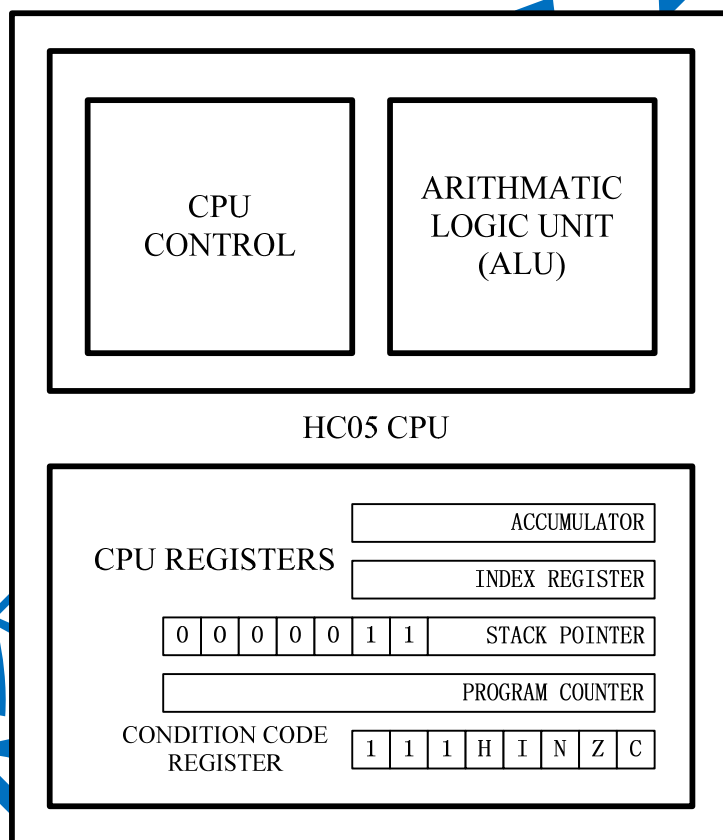 CPU
CONTROL
ARITHMATIC
LOGIC UNIT
(ALU)
HC05 CPU
ACCUMULATOR
CPU REGISTERS
INDEX REGISTER
0 0 0 0 0 1 1 STACK POINTER
PROGRAM COUNTER
CONDITION CODE
REGISTER
1 1 1 H I N Z C